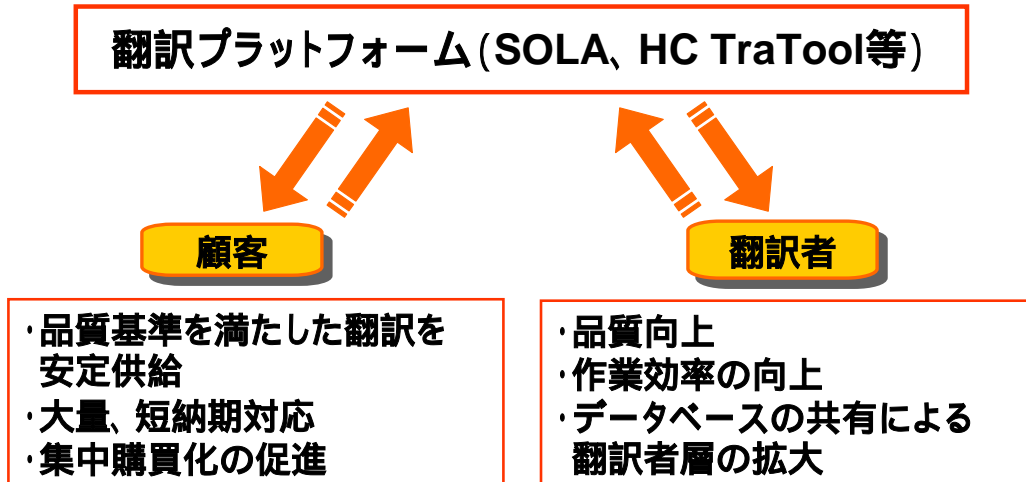 翻訳プラットフォーム(SOLA、HC TraTool等)
顧客
翻訳者
・品質基準を満たした翻訳を
安定供給
・大量、短納期対応
・集中購買化の促進
・品質向上
・作業効率の向上
・データベースの共有による
翻訳者層の拡大